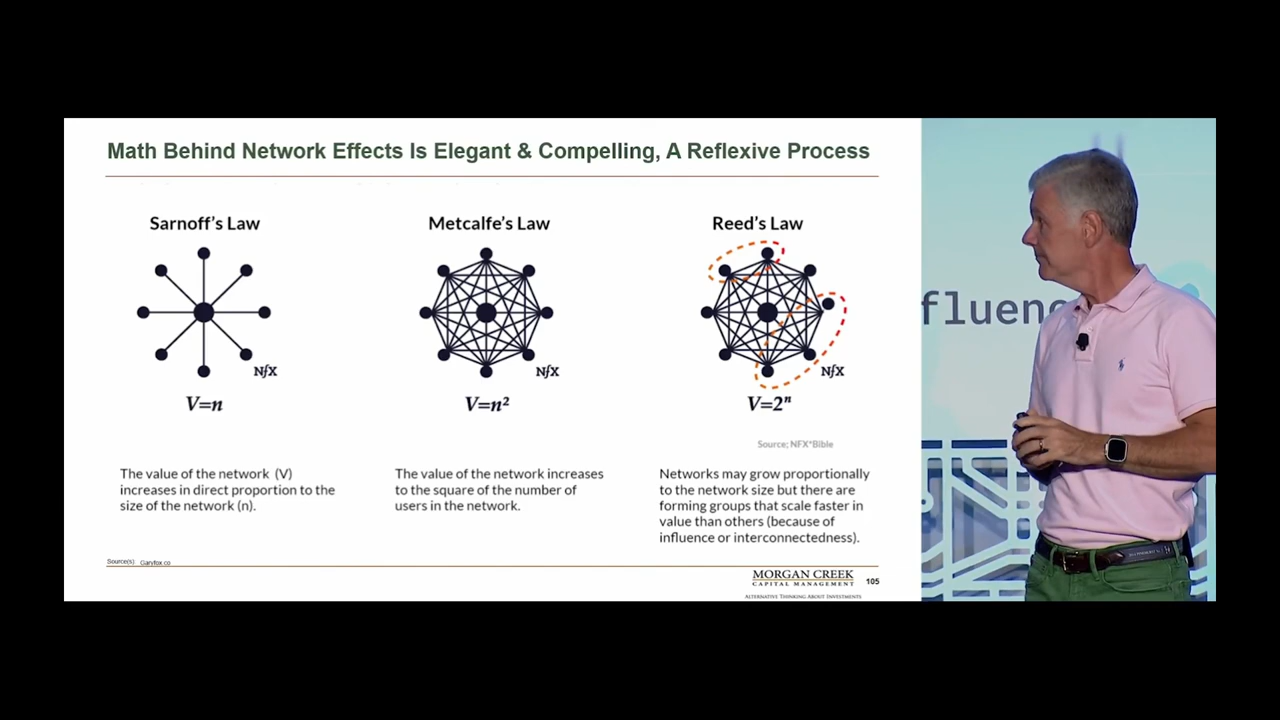 Math Behind Network Effects Is Elegant & Compelling, A Reflexive Process
Sarnoff's Law
NfX
V=n
The value of the network (V)
increases in direct proportion to the
size of the network (n).
Metcalfe's Law
NfX
V=n²
The value of the network increases
to the square of the number of
users in the network.
Reed's Law
NfX
V=2ⁿ
Source; NFX*Bible
Networks may grow proportionally
to the network size but there are
forming groups that scale faster in
value than others (because of
influence or interconnectedness).
Source(s): Garyfox.co
MORGAN CREEK
CAPITAL MANAGEMENT
ALTERNATIVE THINKING ABOUT INVESTMENTS
105
fluenc